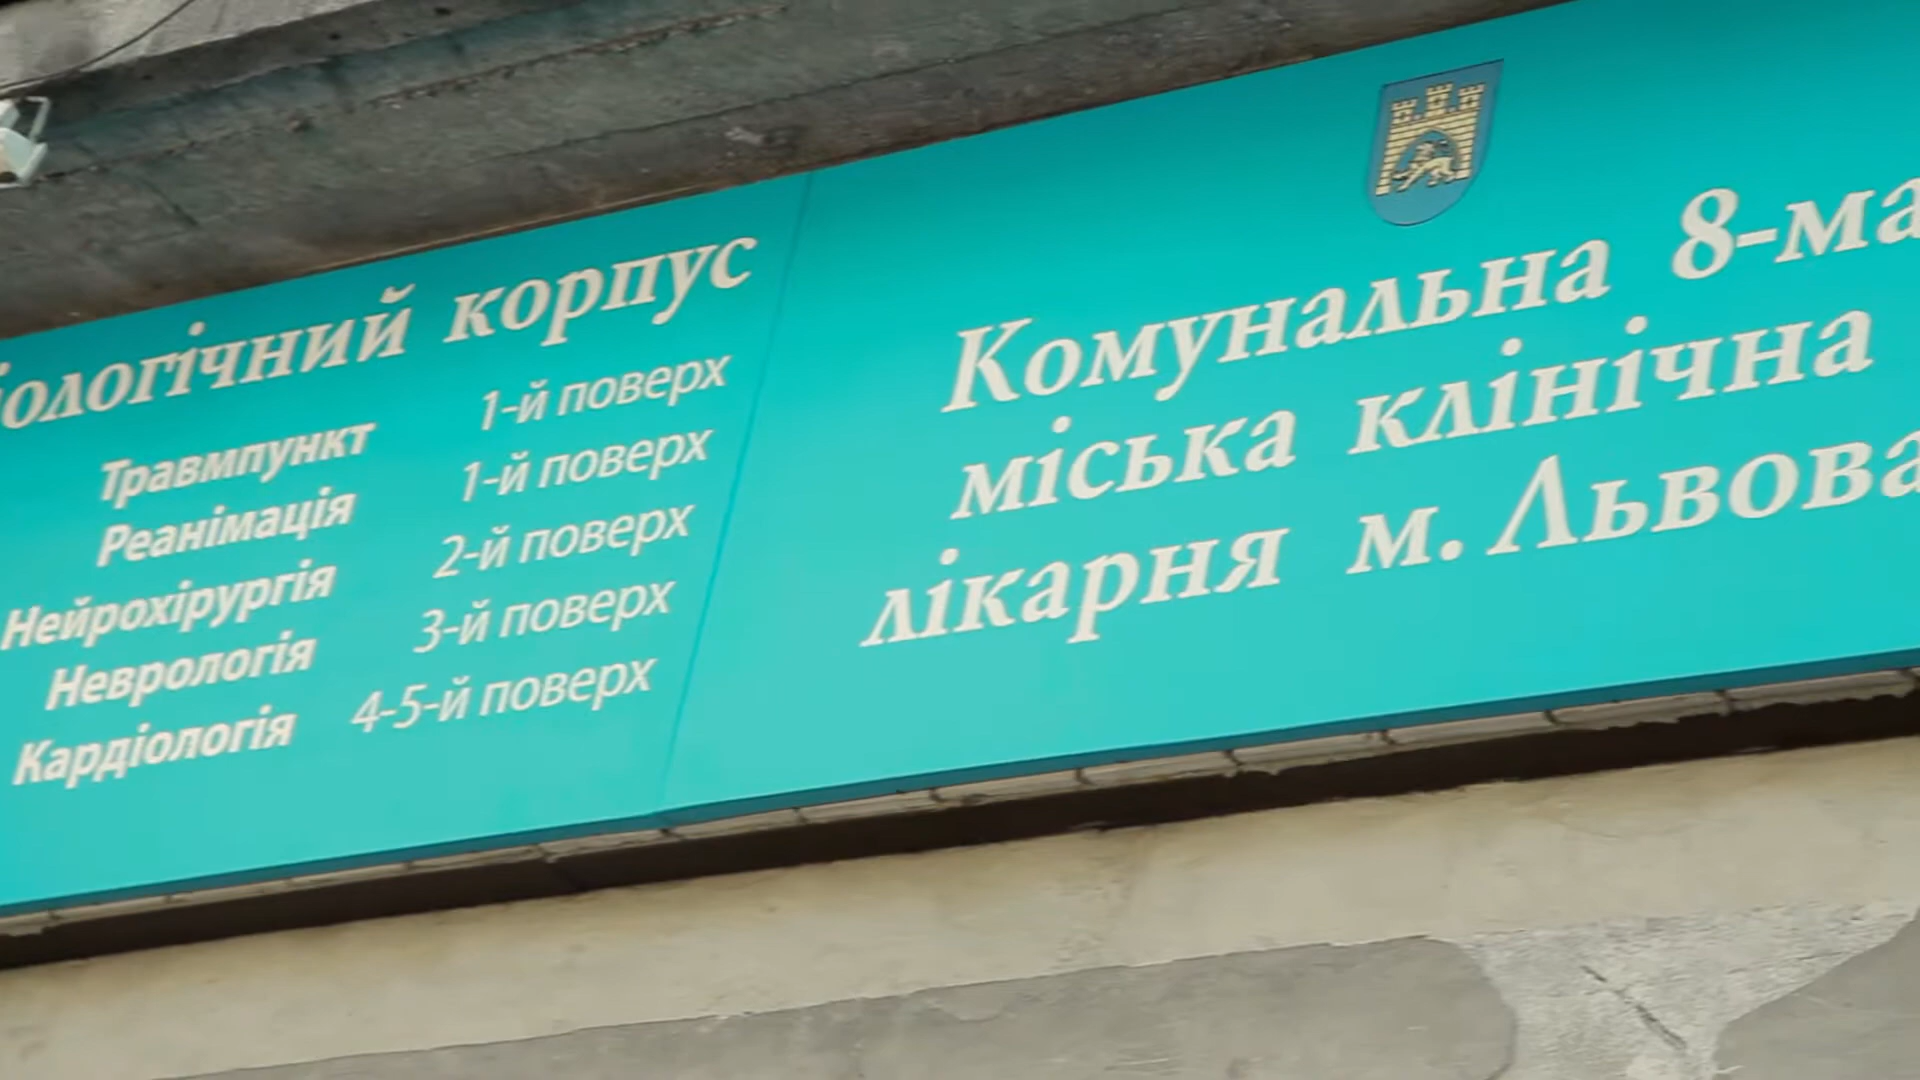 корпус
Травмпункт 1-й поверх
Реанімація 1-й поверх
Нейрохірургія 2-й поверх
Неврологія 3-й поверх
Кардіологія 4-5-й поверх
Комунальна 8-ма
міська клінічна
лікарня м. Львова